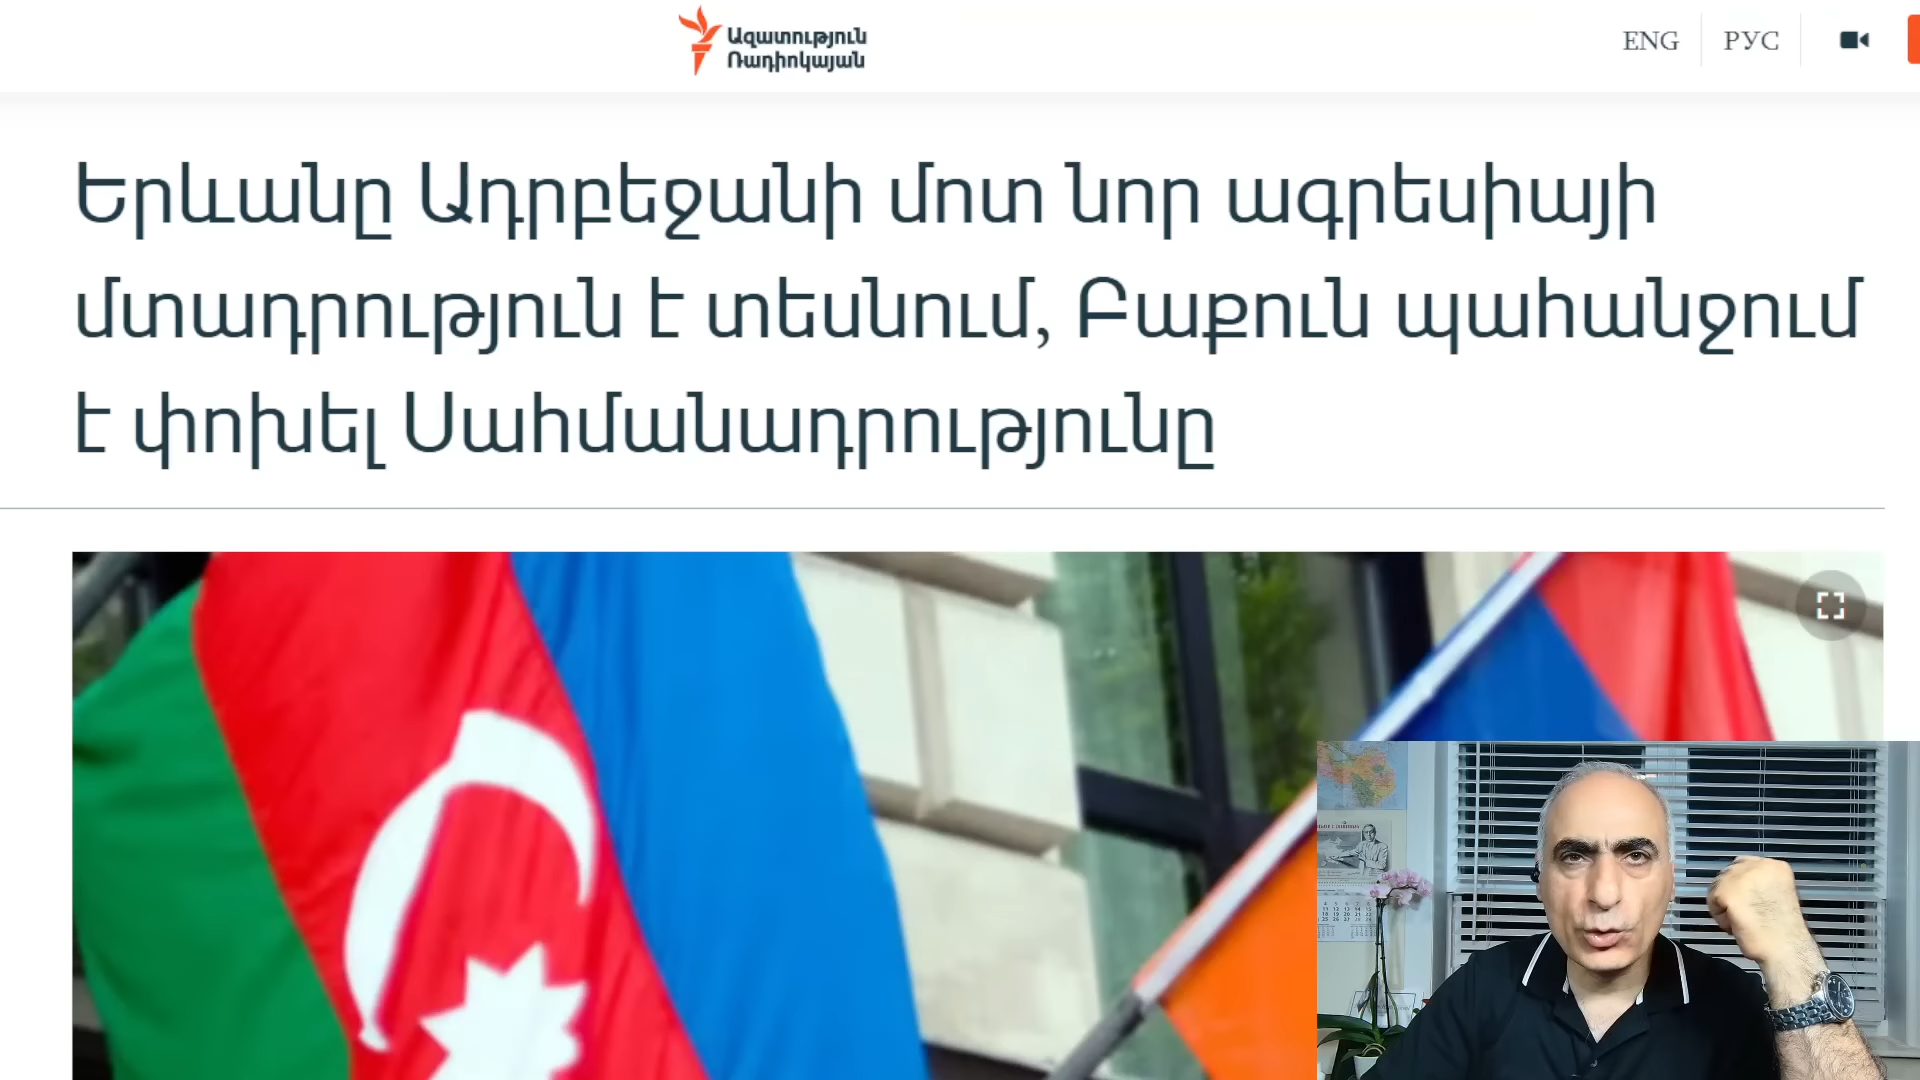 Ազատություն
Ռադիոկայան
ENG
РУС
Երևանը Ադրբեջանի մոտ նոր ագրեսիայի
մտադրություն է տեսնում, Բաքուն պահանջում
է փոխել Սահմանադրությունը